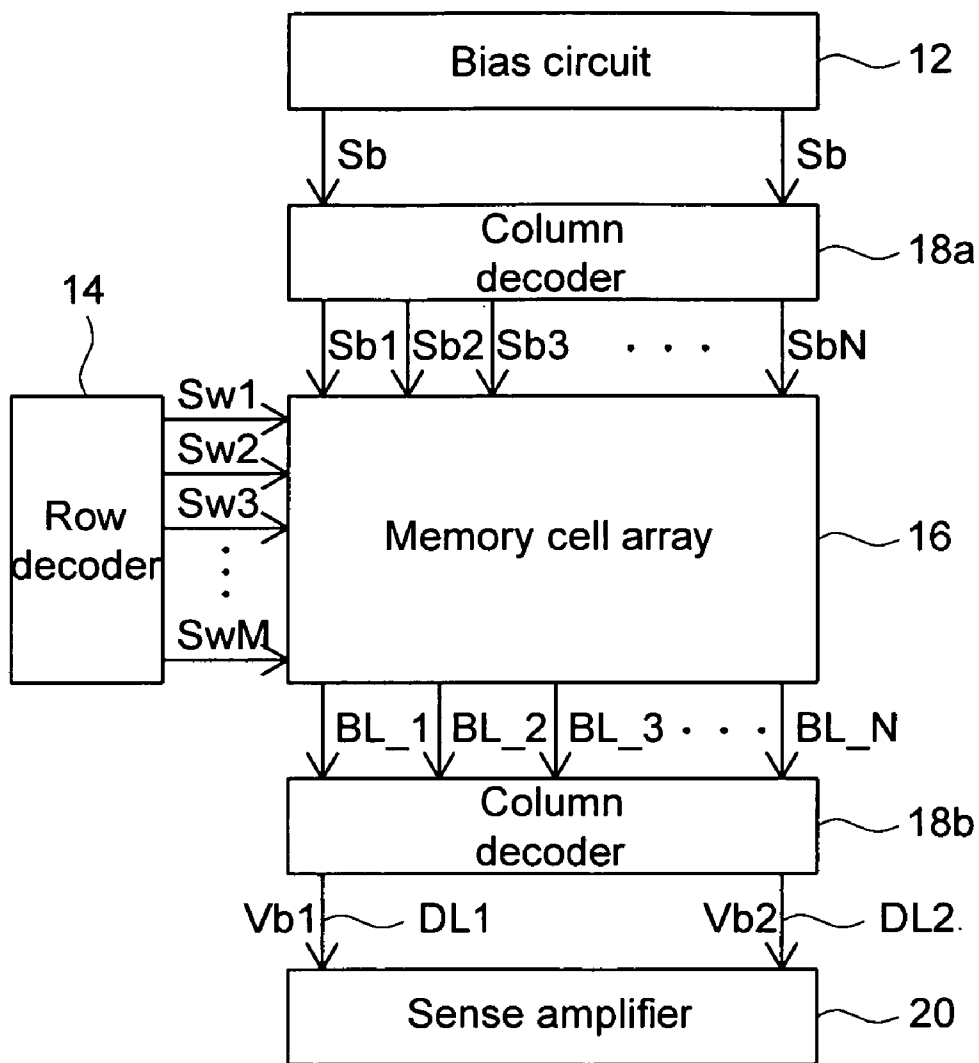 Bias circuit
12
Sb
Sb
Column
decoder
18a
14
Sb1
Sb2
Sb3
. . .
SbN
Sw1
Sw2
Sw3
SwM
Row
decoder
Memory cell array
16
BL_1
BL_2
BL_3
. . .
BL_N
Column
decoder
18b
Vb1
DL1
Vb2
DL2
Sense amplifier
20